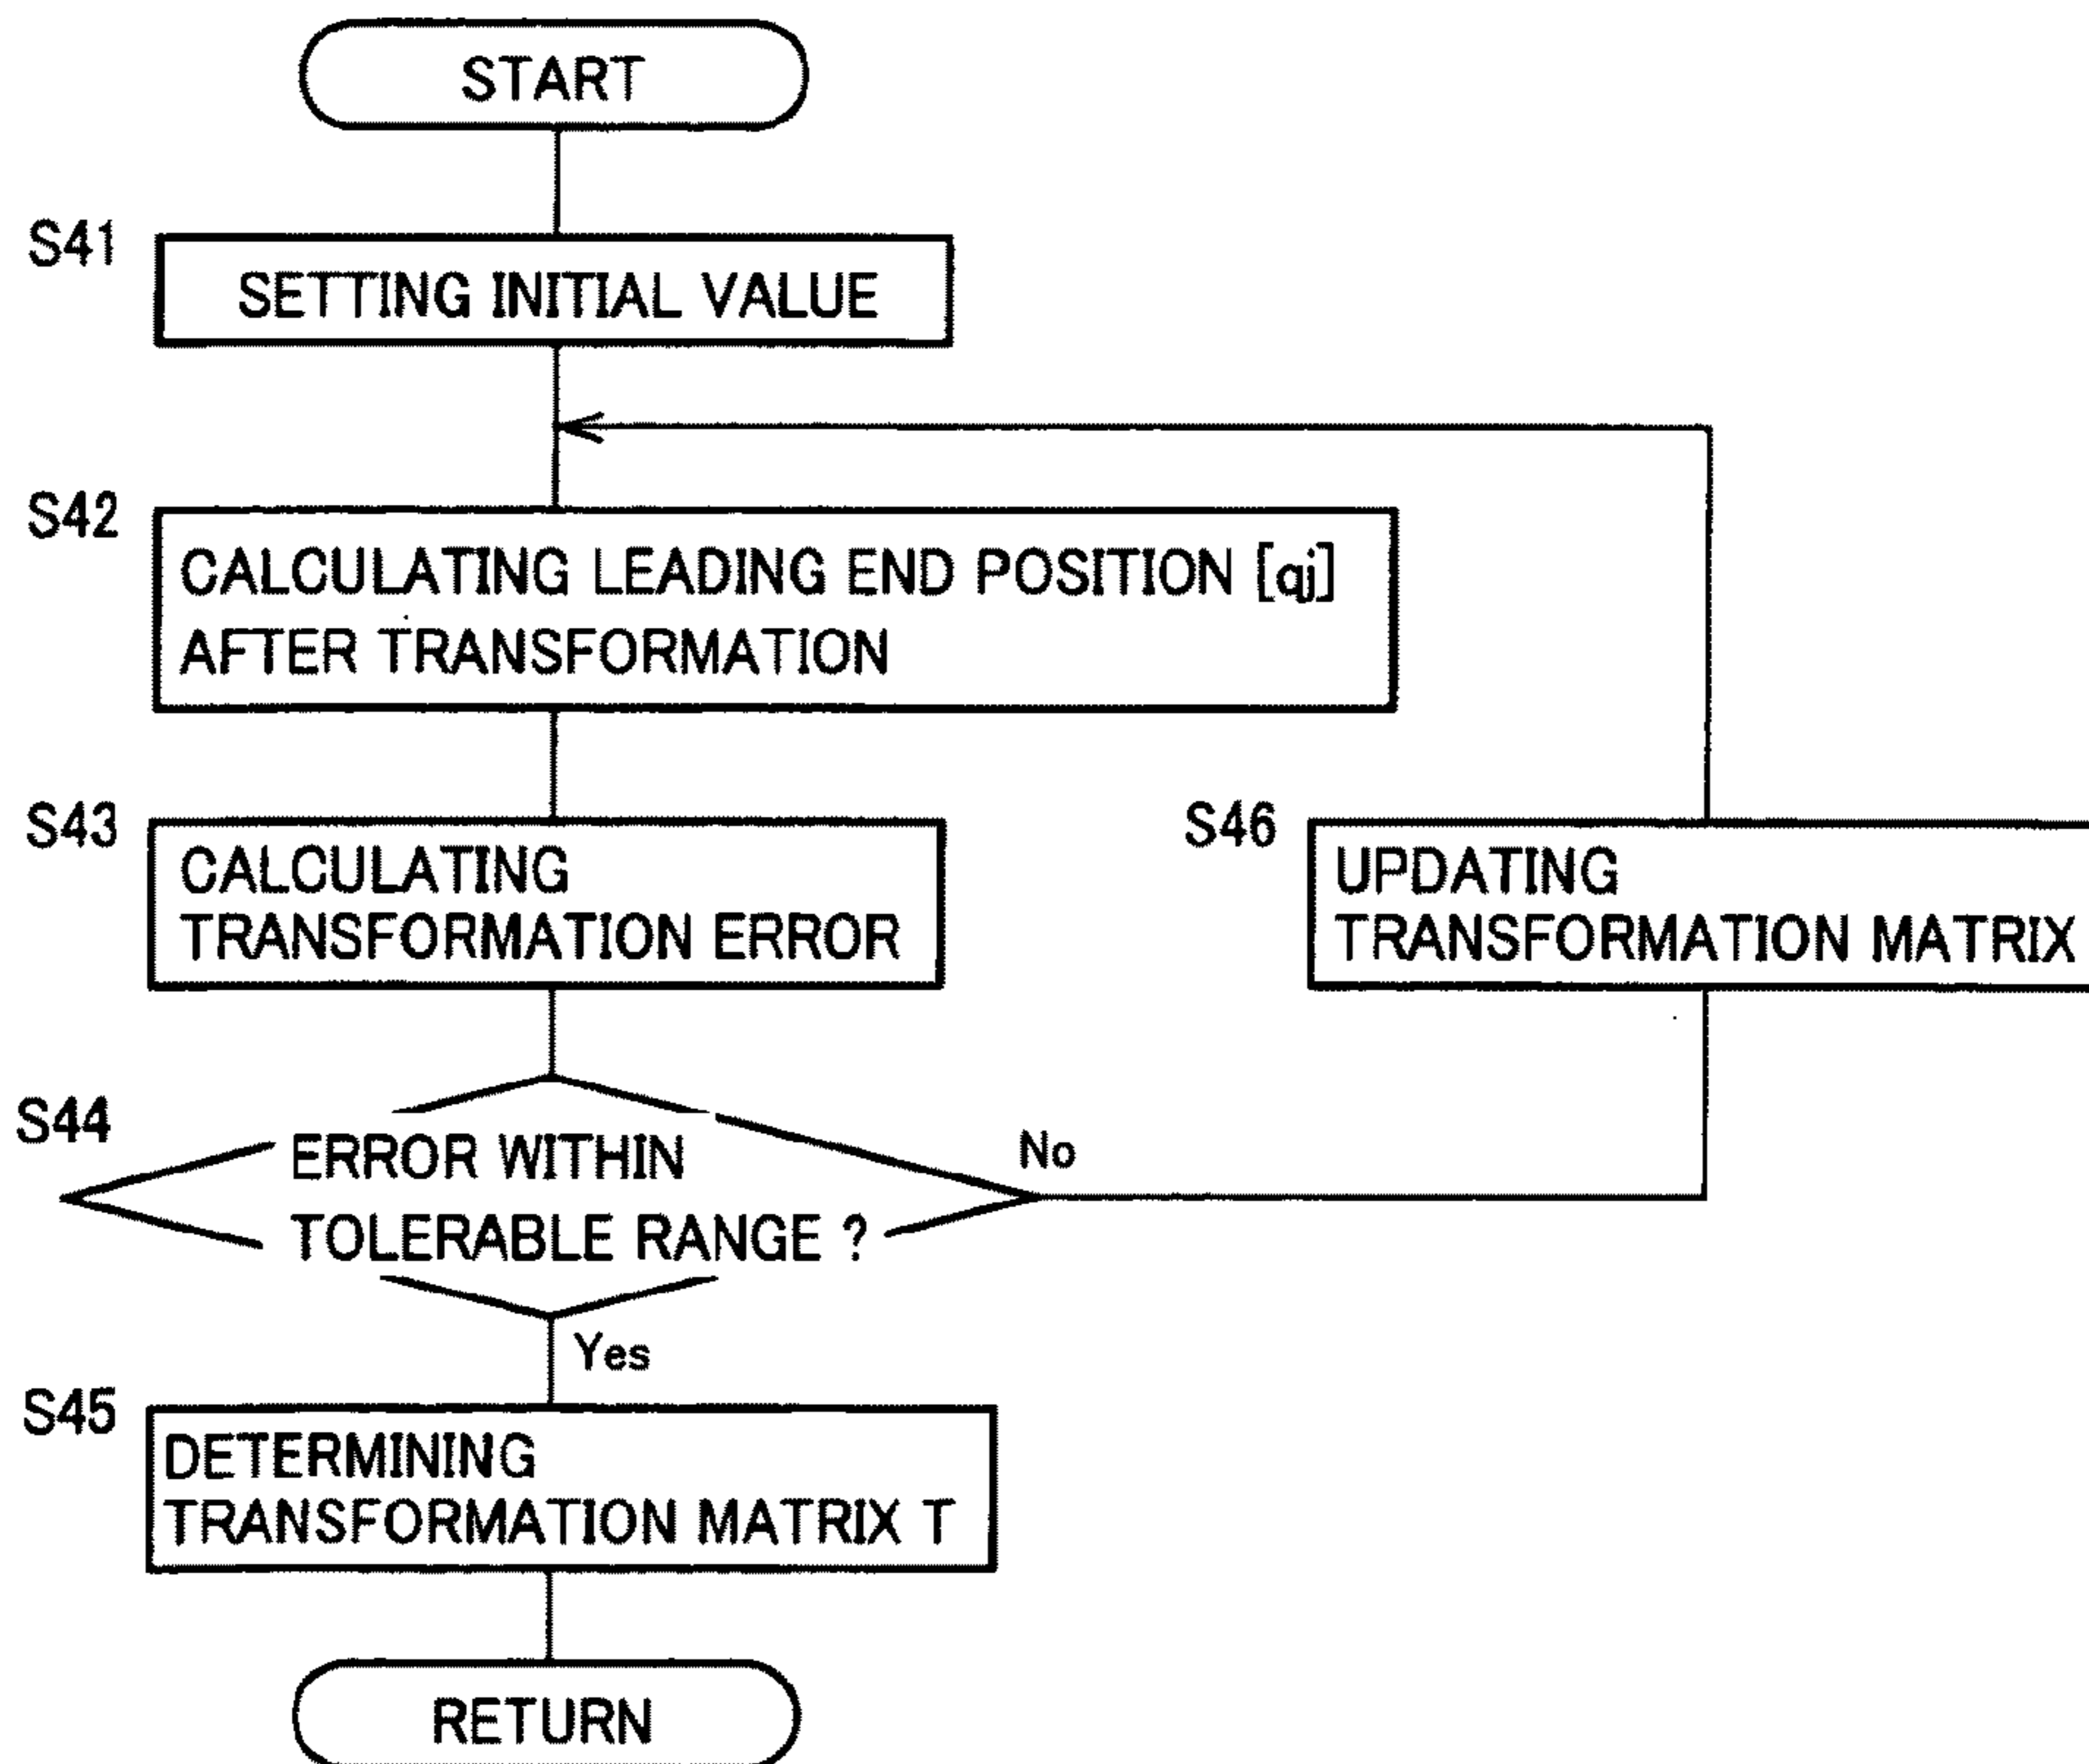 START
S41
SETTING INITIAL VALUE
S42
CALCULATING LEADING END POSITION [qj]
AFTER TRANSFORMATION
S43
CALCULATING
TRANSFORMATION ERROR
S46
UPDATING
TRANSFORMATION MATRIX
S44
ERROR WITHIN
TOLERABLE RANGE ?
No
Yes
S45
DETERMINING
TRANSFORMATION MATRIX T
RETURN